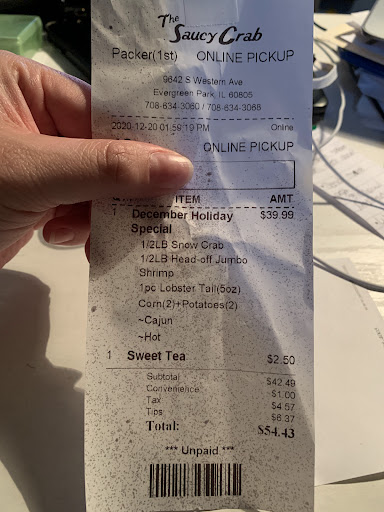 The
Saucy Crab
Packer(1st) ONLINE PICKUP
9642 S Western Ave
Evergreen Park, IL 60805
708-634-3060 / 708-634-3068
2020-12-20 01:59:19 PM Online
ONLINE PICKUP
ITEM AMT
1 December Holiday $39.99
Special
1/2LB Snow Crab
1/2LB Head-off Jumbo
Shrimp
1pc Lobster Tail(5oz)
Corn(2)+Potatoes(2)
~Cajun
~Hot
1 Sweet Tea $2.50
Subtotal $42.49
Convenience $1.00
Tax $4.57
Tips $6.37
Total: $54.43
*** Unpaid ***